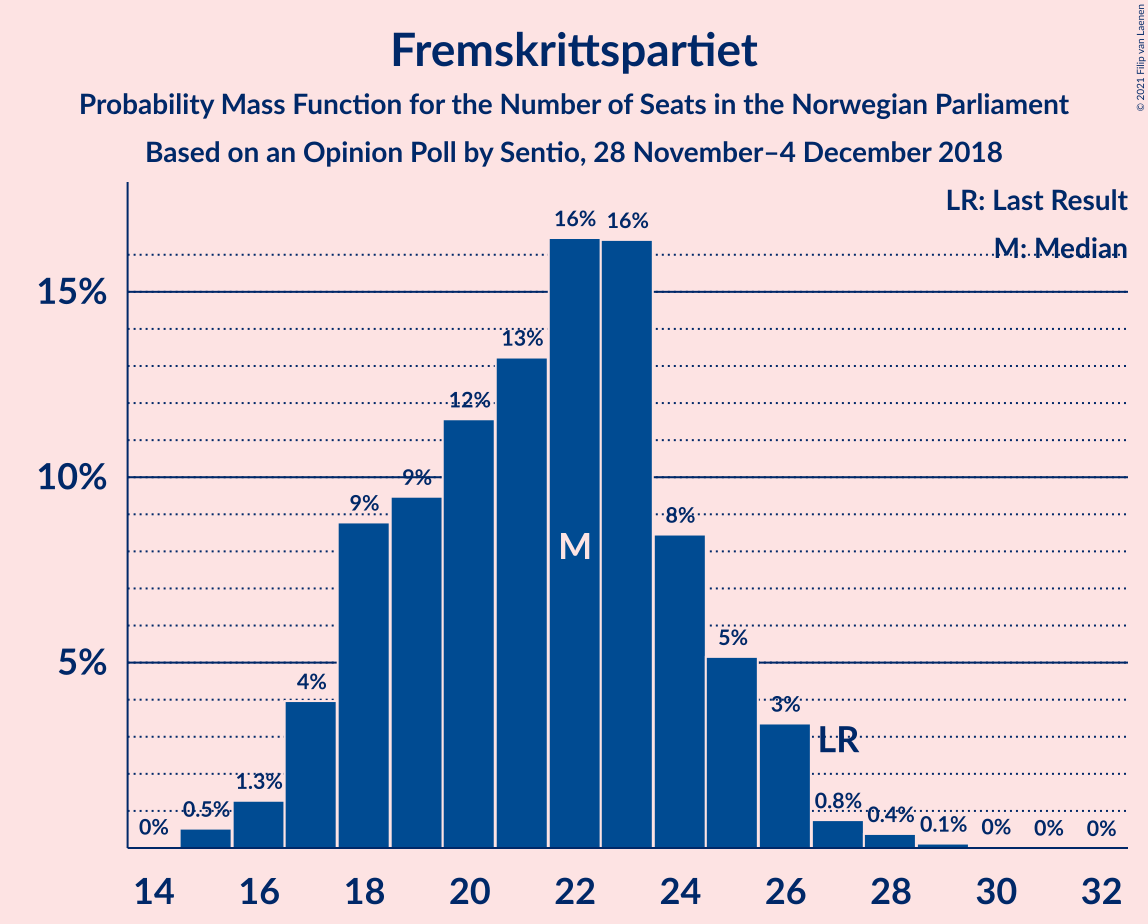 Fremskrittspartiet
Probability Mass Function for the Number of Seats in the Norwegian Parliament
Based on an Opinion Poll by Sentio, 28 November–4 December 2018
© 2021 Filip van Laenen
LR: Last Result
M: Median
15%
10%
5%
0%
0.5%
1.3%
4%
9%
9%
12%
13%
16%
16%
8%
5%
3%
0.8%
0.4%
0.1%
0%
0%
0%
M
LR
14 16 18 20 22 24 26 28 30 32